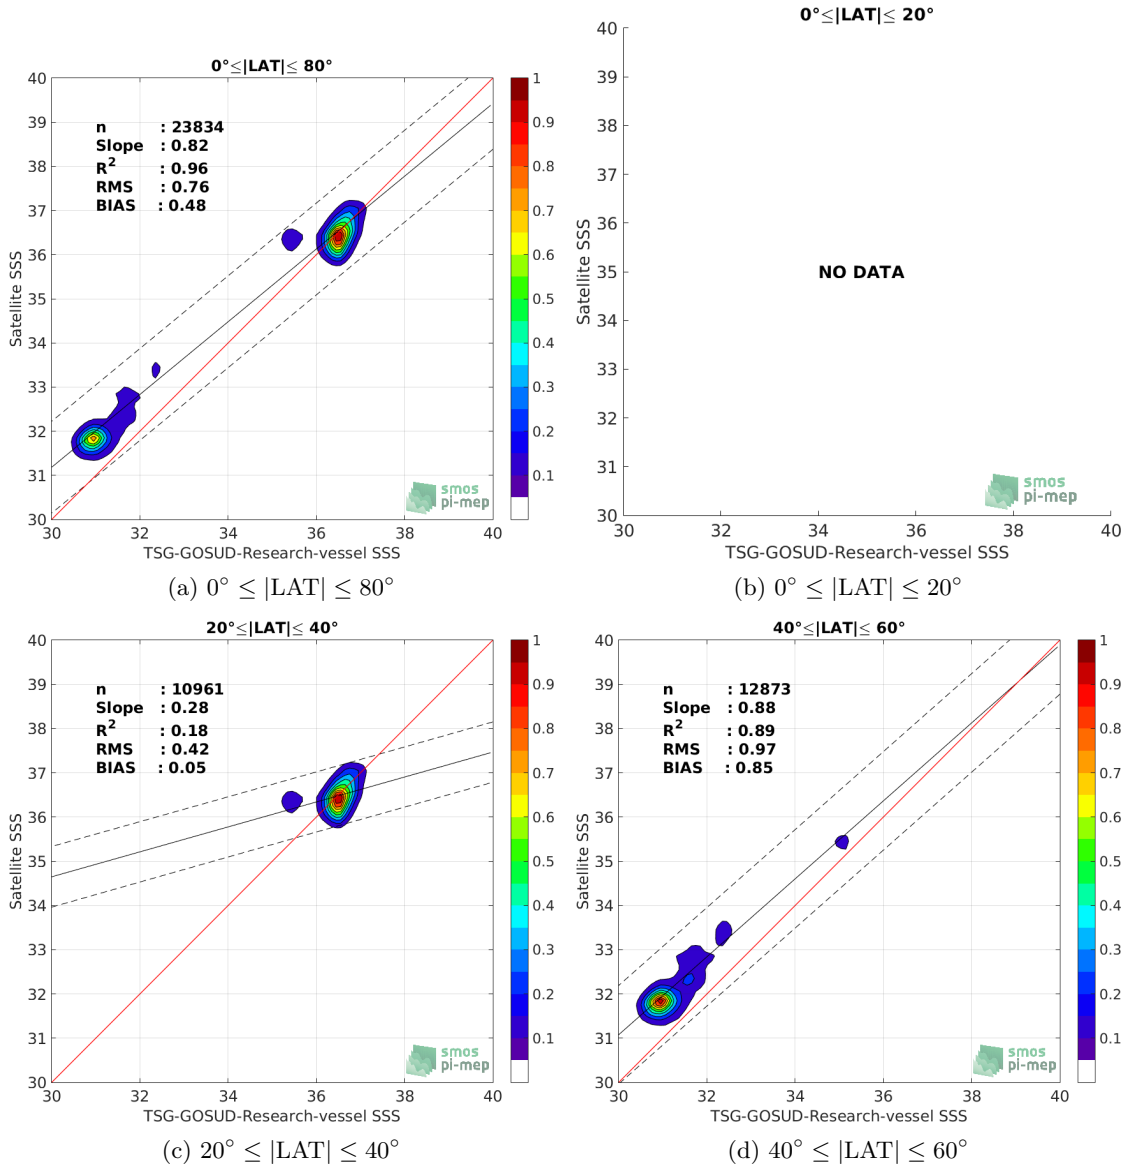 0°≤|LAT|≤ 80°
n : 23834
Slope : 0.82
R2 : 0.96
RMS : 0.76
BIAS : 0.48
40
39
38
37
36
35
34
33
32
31
30
Satellite SSS
30 32 34 36 38 40
TSG-GOSUD-Research-vessel SSS
1
0.9
0.8
0.7
0.6
0.5
0.4
0.3
0.2
0.1
smos
pi-mep
(a) 0° ≤ |LAT| ≤ 80°
0°≤|LAT|≤ 20°
40
39
38
37
36
35
34
33
32
31
30
Satellite SSS
NO DATA
30 32 34 36 38 40
TSG-GOSUD-Research-vessel SSS
smos
pi-mep
(b) 0° ≤ |LAT| ≤ 20°
20°≤|LAT|≤ 40°
n : 10961
Slope : 0.28
R2 : 0.18
RMS : 0.42
BIAS : 0.05
40
39
38
37
36
35
34
33
32
31
30
Satellite SSS
30 32 34 36 38 40
TSG-GOSUD-Research-vessel SSS
1
0.9
0.8
0.7
0.6
0.5
0.4
0.3
0.2
0.1
smos
pi-mep
(c) 20° ≤ |LAT| ≤ 40°
40°≤|LAT|≤ 60°
n : 12873
Slope : 0.88
R2 : 0.89
RMS : 0.97
BIAS : 0.85
40
39
38
37
36
35
34
33
32
31
30
Satellite SSS
30 32 34 36 38 40
TSG-GOSUD-Research-vessel SSS
1
0.9
0.8
0.7
0.6
0.5
0.4
0.3
0.2
0.1
smos
pi-mep
(d) 40° ≤ |LAT| ≤ 60°